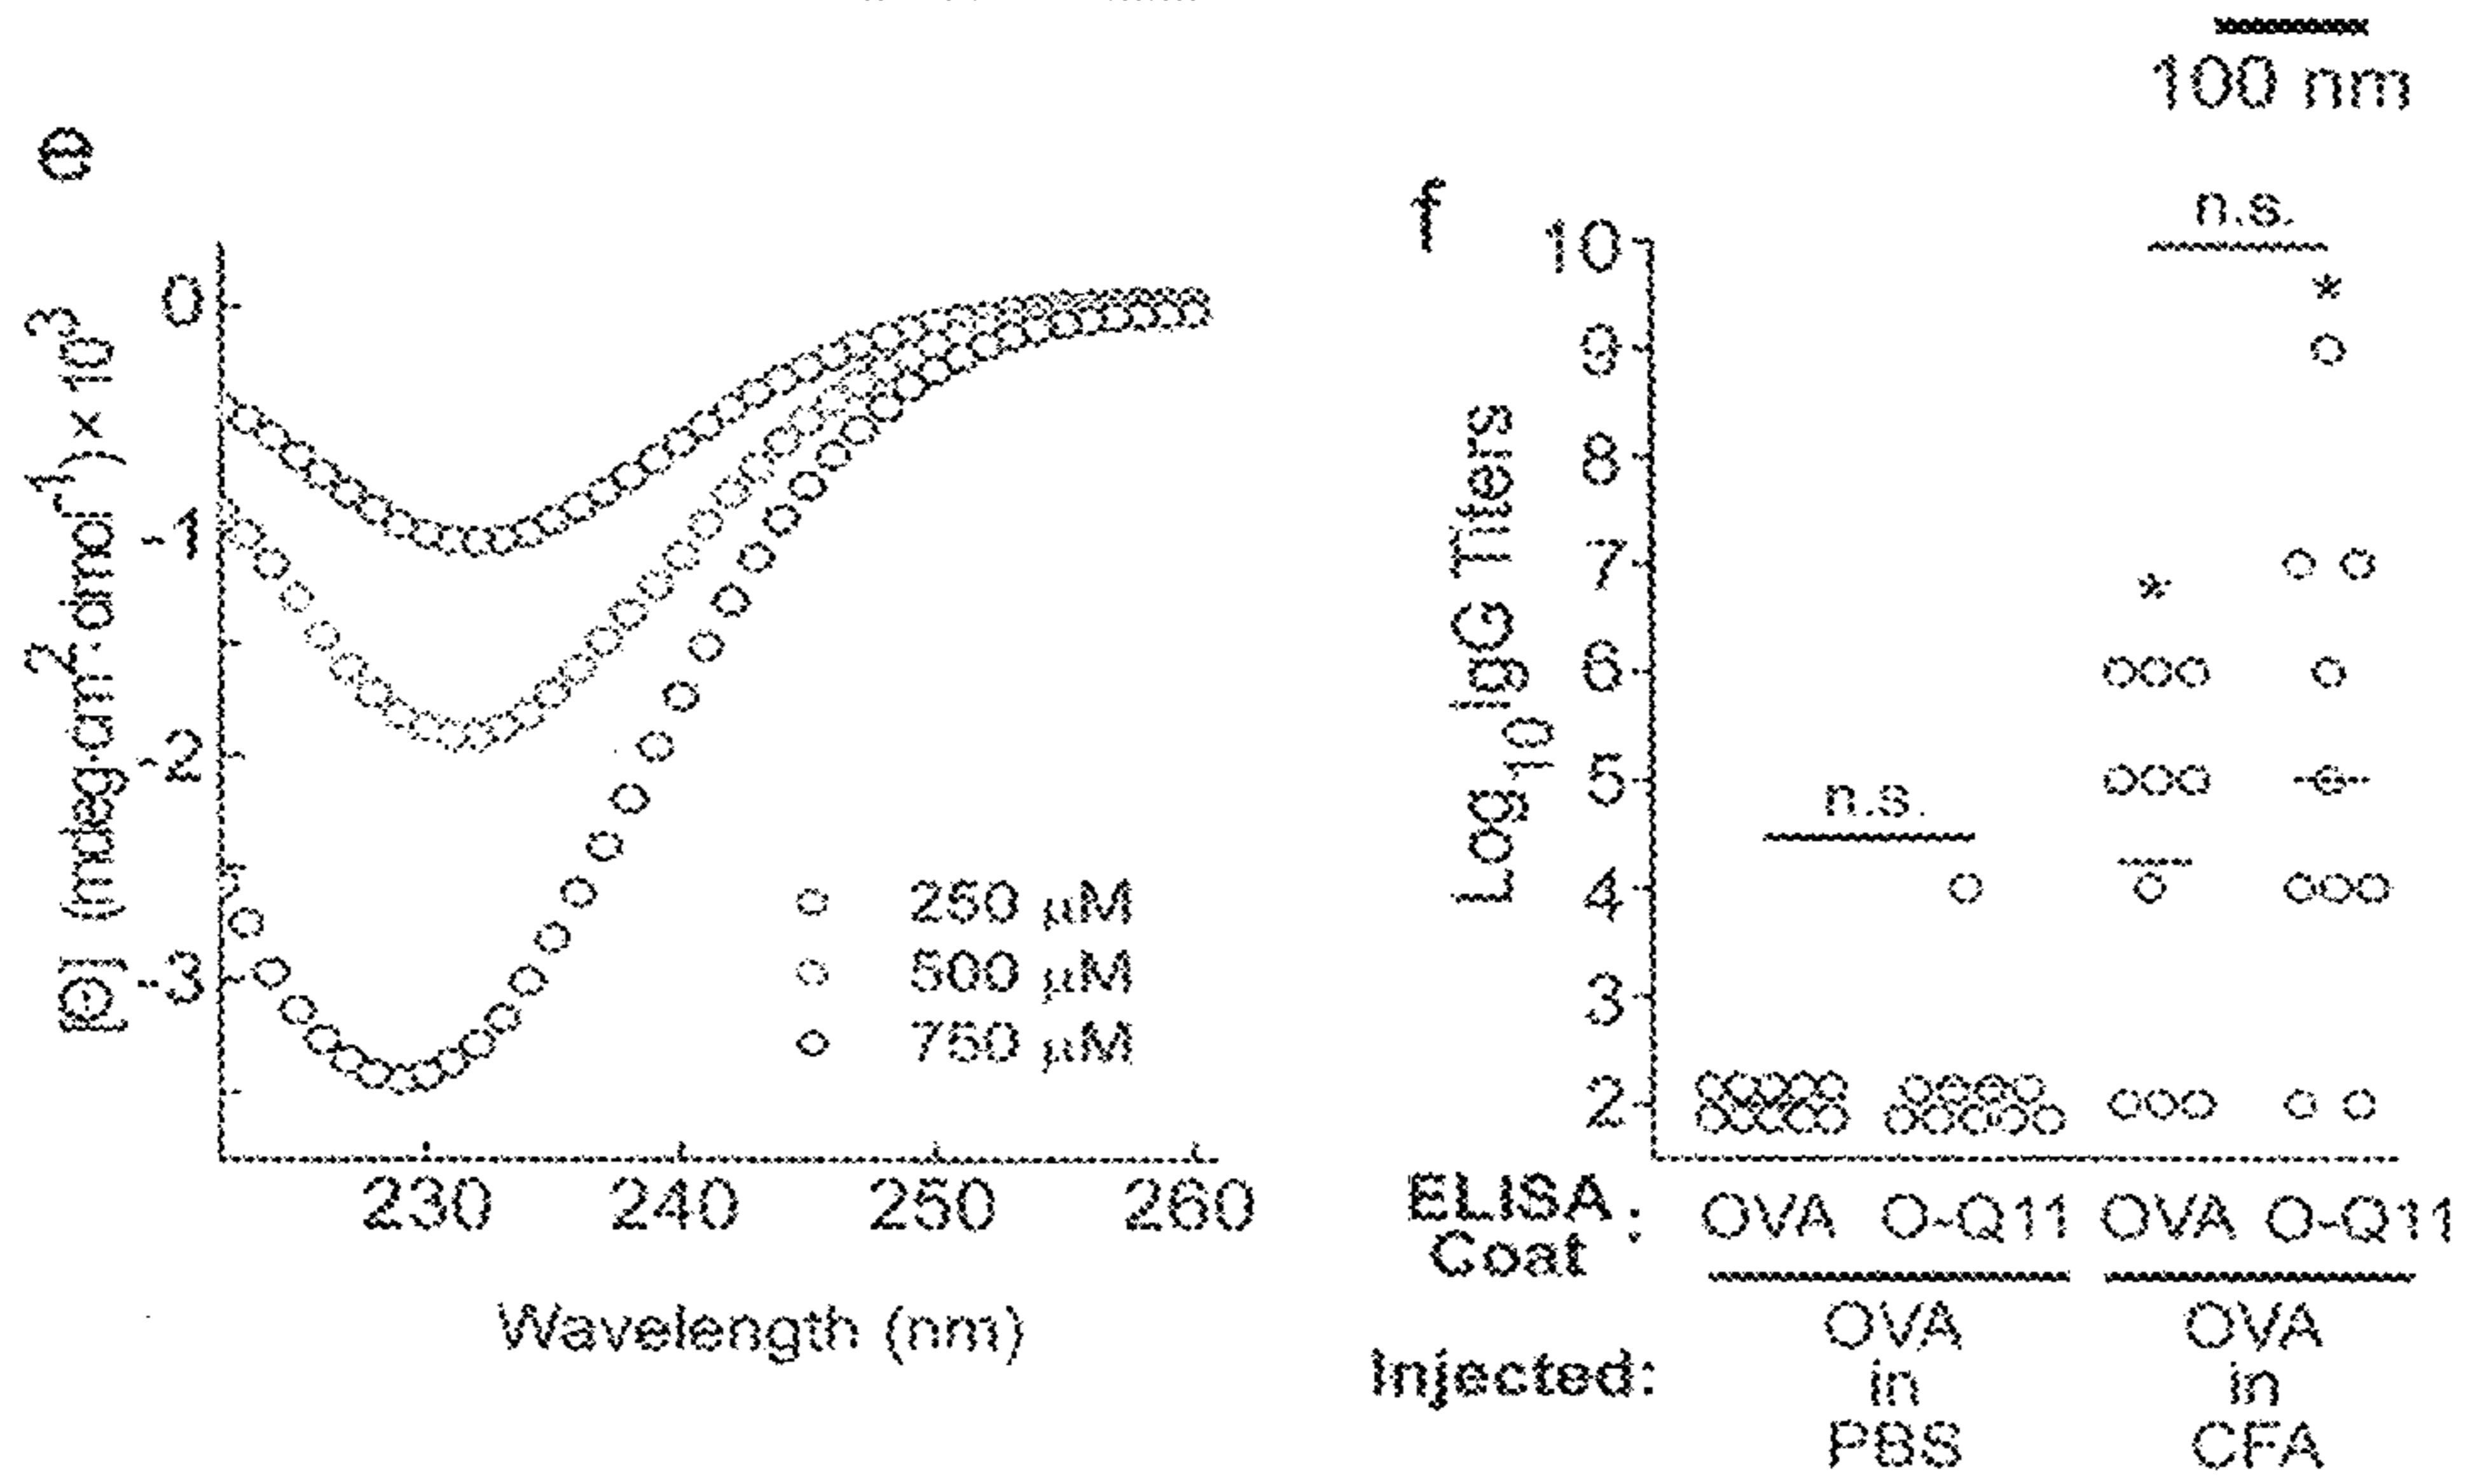 100 nm
e
[Θ] (mdeg·cm² dmol⁻¹) × 10³
0
-1
-2
-3
250 μM
500 μM
750 μM
230 240 250 260
Wavelength (nm)
f
Log₁₀ IgG Titers
10
9
8
7
6
5
4
3
2
n.s.
*
n.s.
*
ELISA Coat : OVA O-Q11 OVA O-Q11
Injected:
OVA in PBS
OVA in CFA